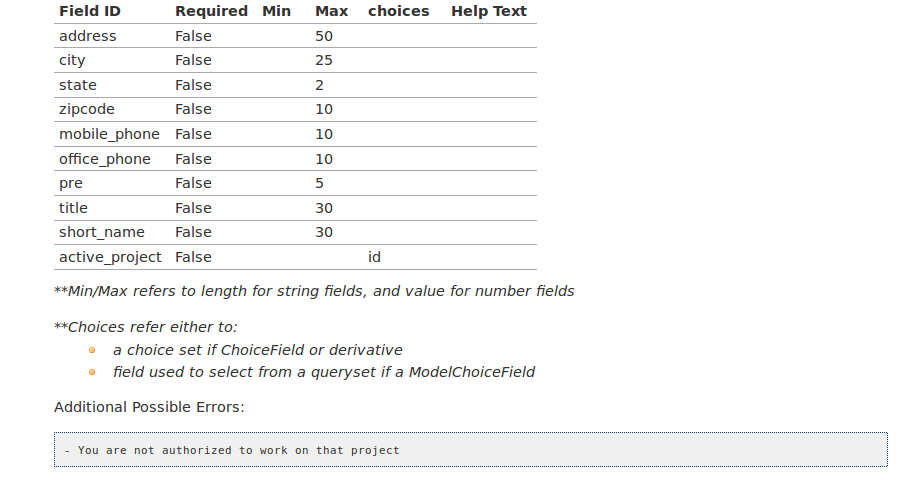 Field ID Required Min Max choices Help Text
address False 50
city False 25
state False 2
zipcode False 10
mobile_phone False 10
office_phone False 10
pre False 5
title False 30
short_name False 30
active_project False id
**Min/Max refers to length for string fields, and value for number fields
**Choices refer either to:
a choice set if ChoiceField or derivative
field used to select from a queryset if a ModelChoiceField
Additional Possible Errors:
- You are not authorized to work on that project